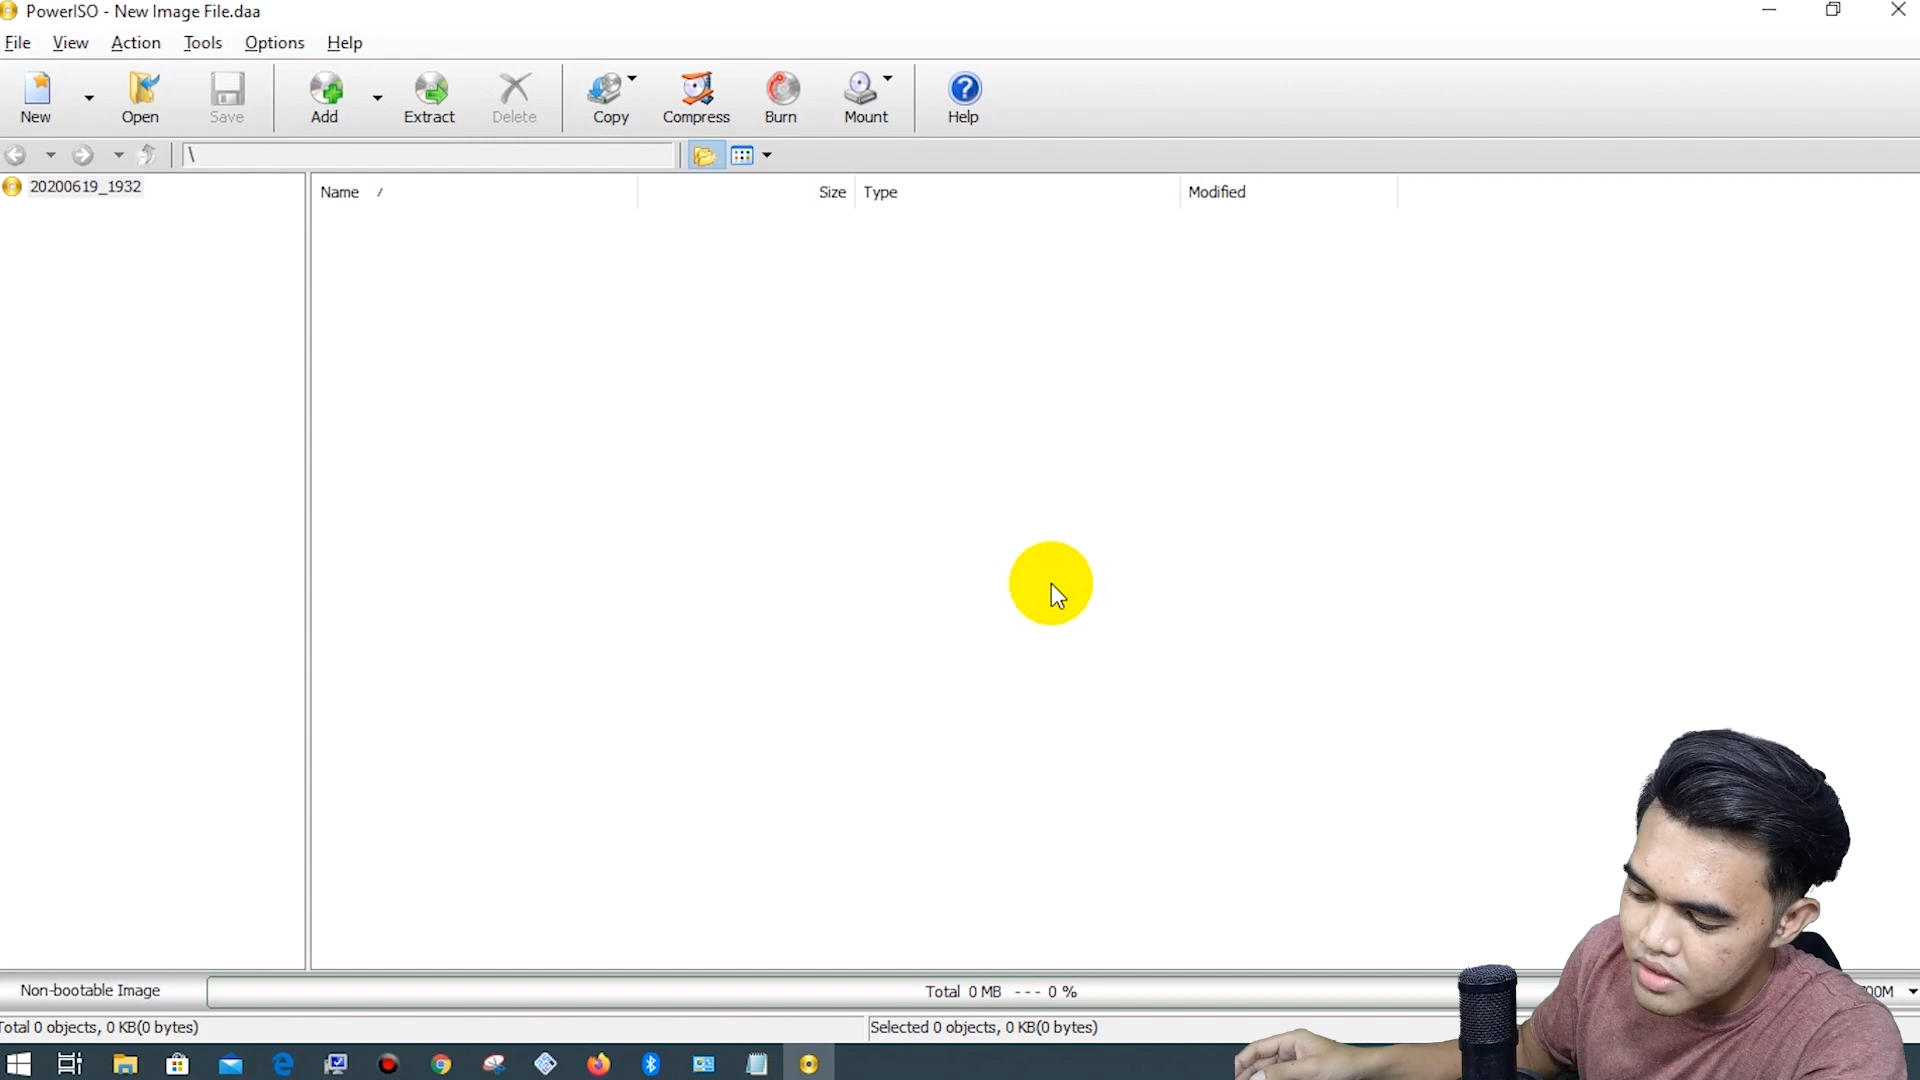 PowerISO - New Image File.daa
File View Action Tools Options Help
New Open Save Add Extract Delete Copy Compress Burn Mount Help
\
20200619_1932
Name / Size Type Modified
Non-bootable Image Total 0 MB --- 0 %
Total 0 objects, 0 KB(0 bytes) Selected 0 objects, 0 KB(0 bytes)